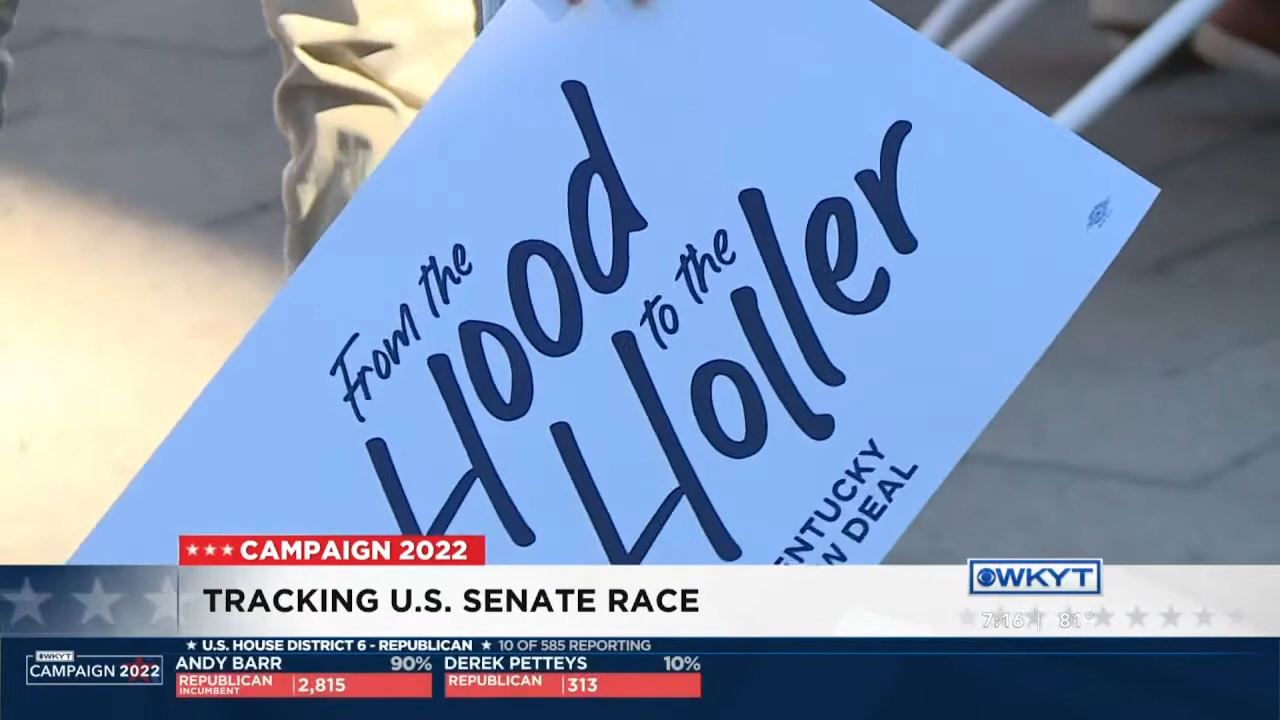 From the
Hood
to the
Holler
ENTUCKY
W DEAL
CAMPAIGN 2022
TRACKING U.S. SENATE RACE
WKYT
7:16 | 81°
U.S. HOUSE DISTRICT 6 - REPUBLICAN ★ 10 OF 585 REPORTING
WKYT
CAMPAIGN 2022
ANDY BARR 90%
REPUBLICAN
INCUMBENT
2,815
DEREK PETTEYS 10%
REPUBLICAN
313